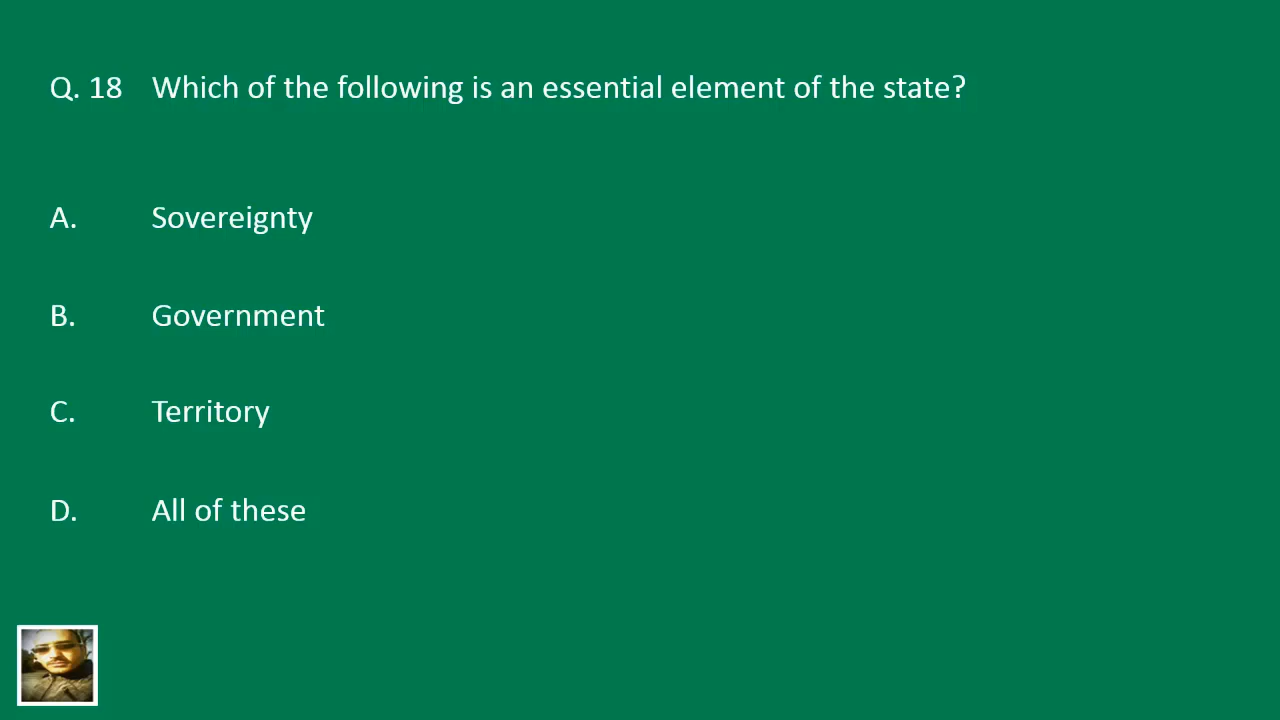 Q. 18 Which of the following is an essential element of the state?
A. Sovereignty
B. Government
C. Territory
D. All of these